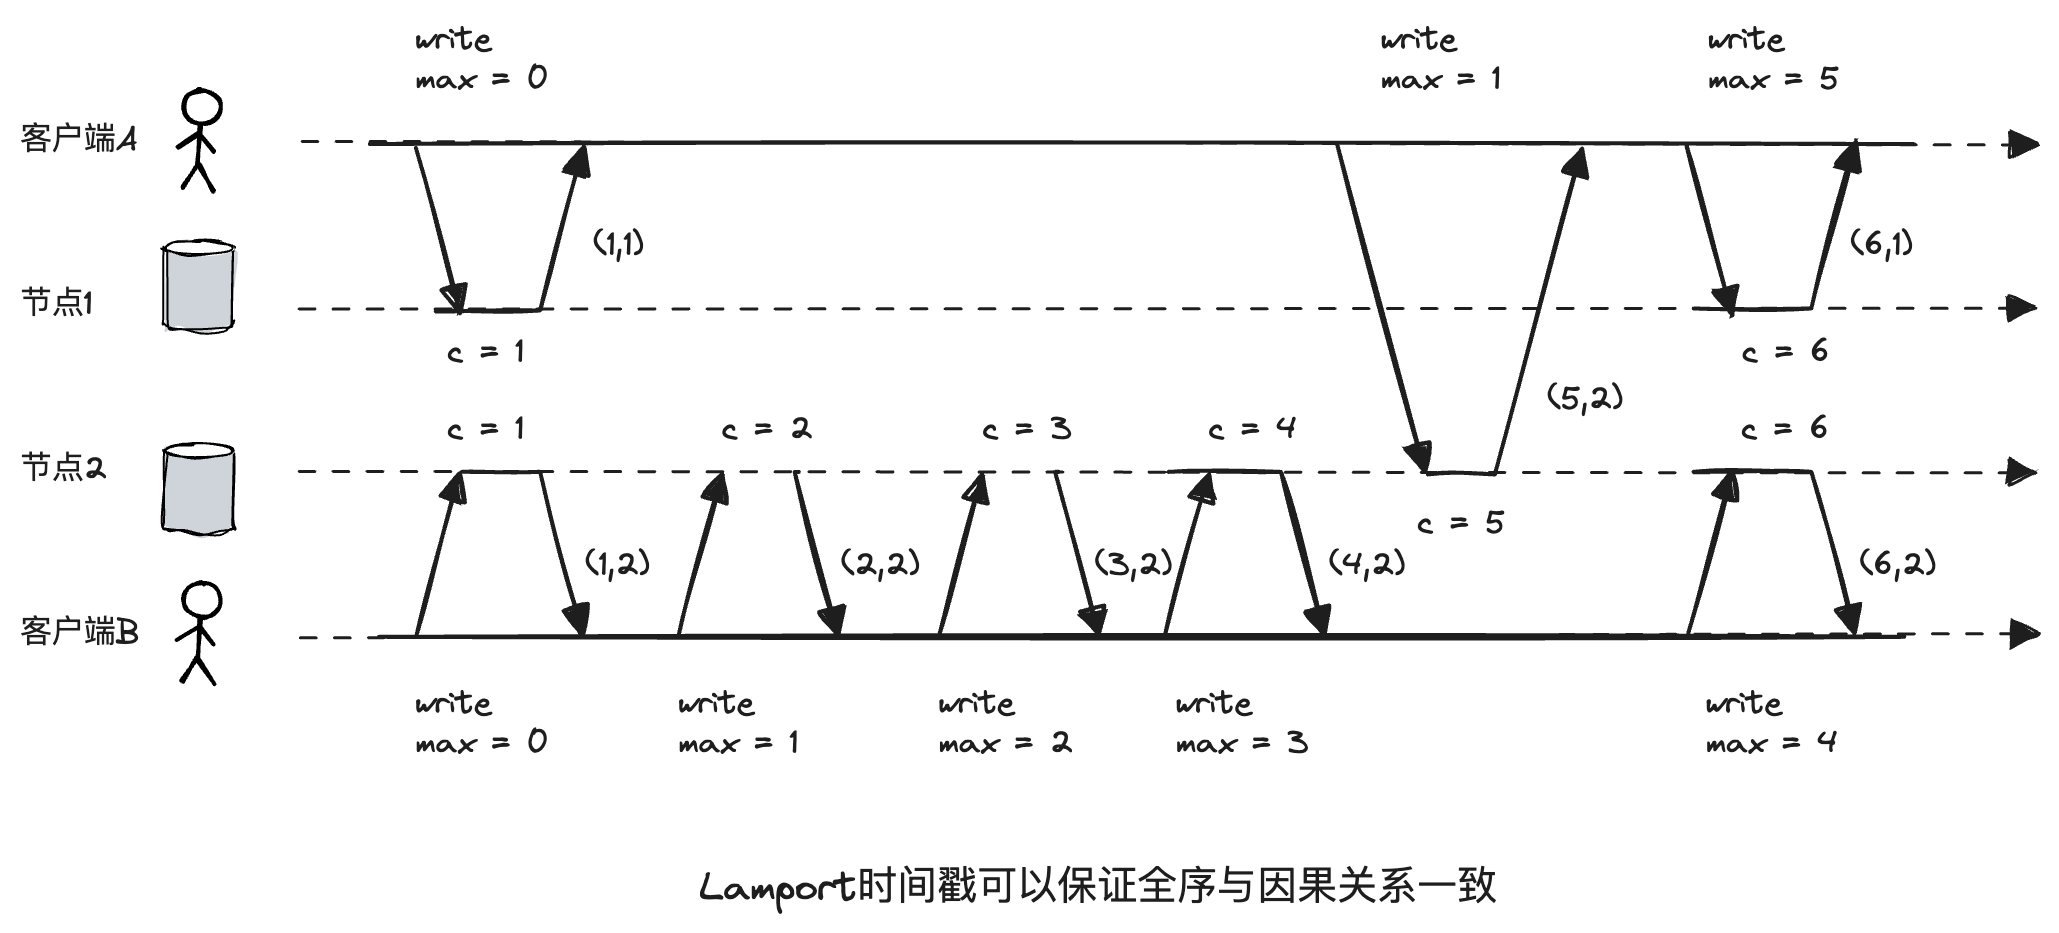 write
max = 0
write
max = 1
write
max = 5
客户端A
(1,1)
(6,1)
节点1
c = 1
c = 6
(5,2)
c = 1
c = 2
c = 3
c = 4
c = 6
节点2
c = 5
(1,2)
(2,2)
(3,2)
(4,2)
(6,2)
客户端B
write
max = 0
write
max = 1
write
max = 2
write
max = 3
write
max = 4
Lamport时间戳可以保证全序与因果关系一致